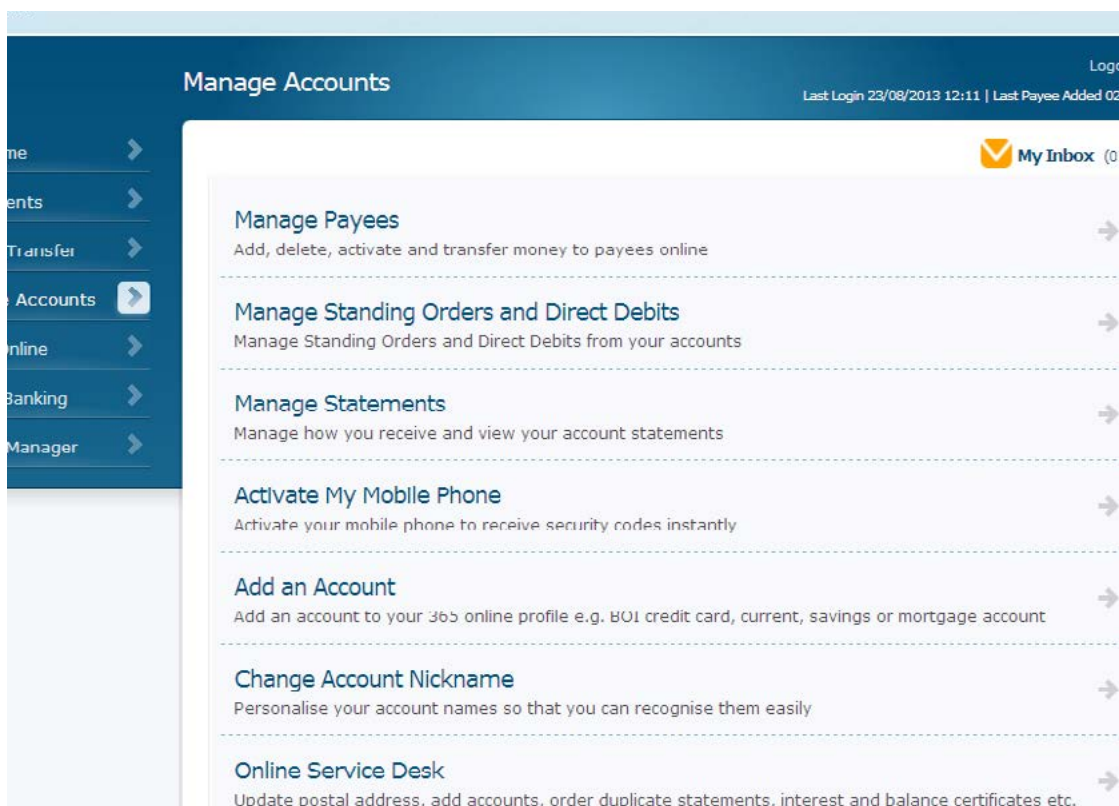 Manage Accounts
Logo
Last Login 23/08/2013 12:11 | Last Payee Added 02
My Inbox (0
me
ents
Transfer
Accounts
nline
Banking
Manager
Manage Payees
Add, delete, activate and transfer money to payees online
Manage Standing Orders and Direct Debits
Manage Standing Orders and Direct Debits from your accounts
Manage Statements
Manage how you receive and view your account statements
Activate My Mobile Phone
Activate your mobile phone to receive security codes instantly
Add an Account
Add an account to your 365 online profile e.g. BOI credit card, current, savings or mortgage account
Change Account Nickname
Personalise your account names so that you can recognise them easily
Online Service Desk
Update postal address, add accounts, order duplicate statements, interest and balance certificates etc.